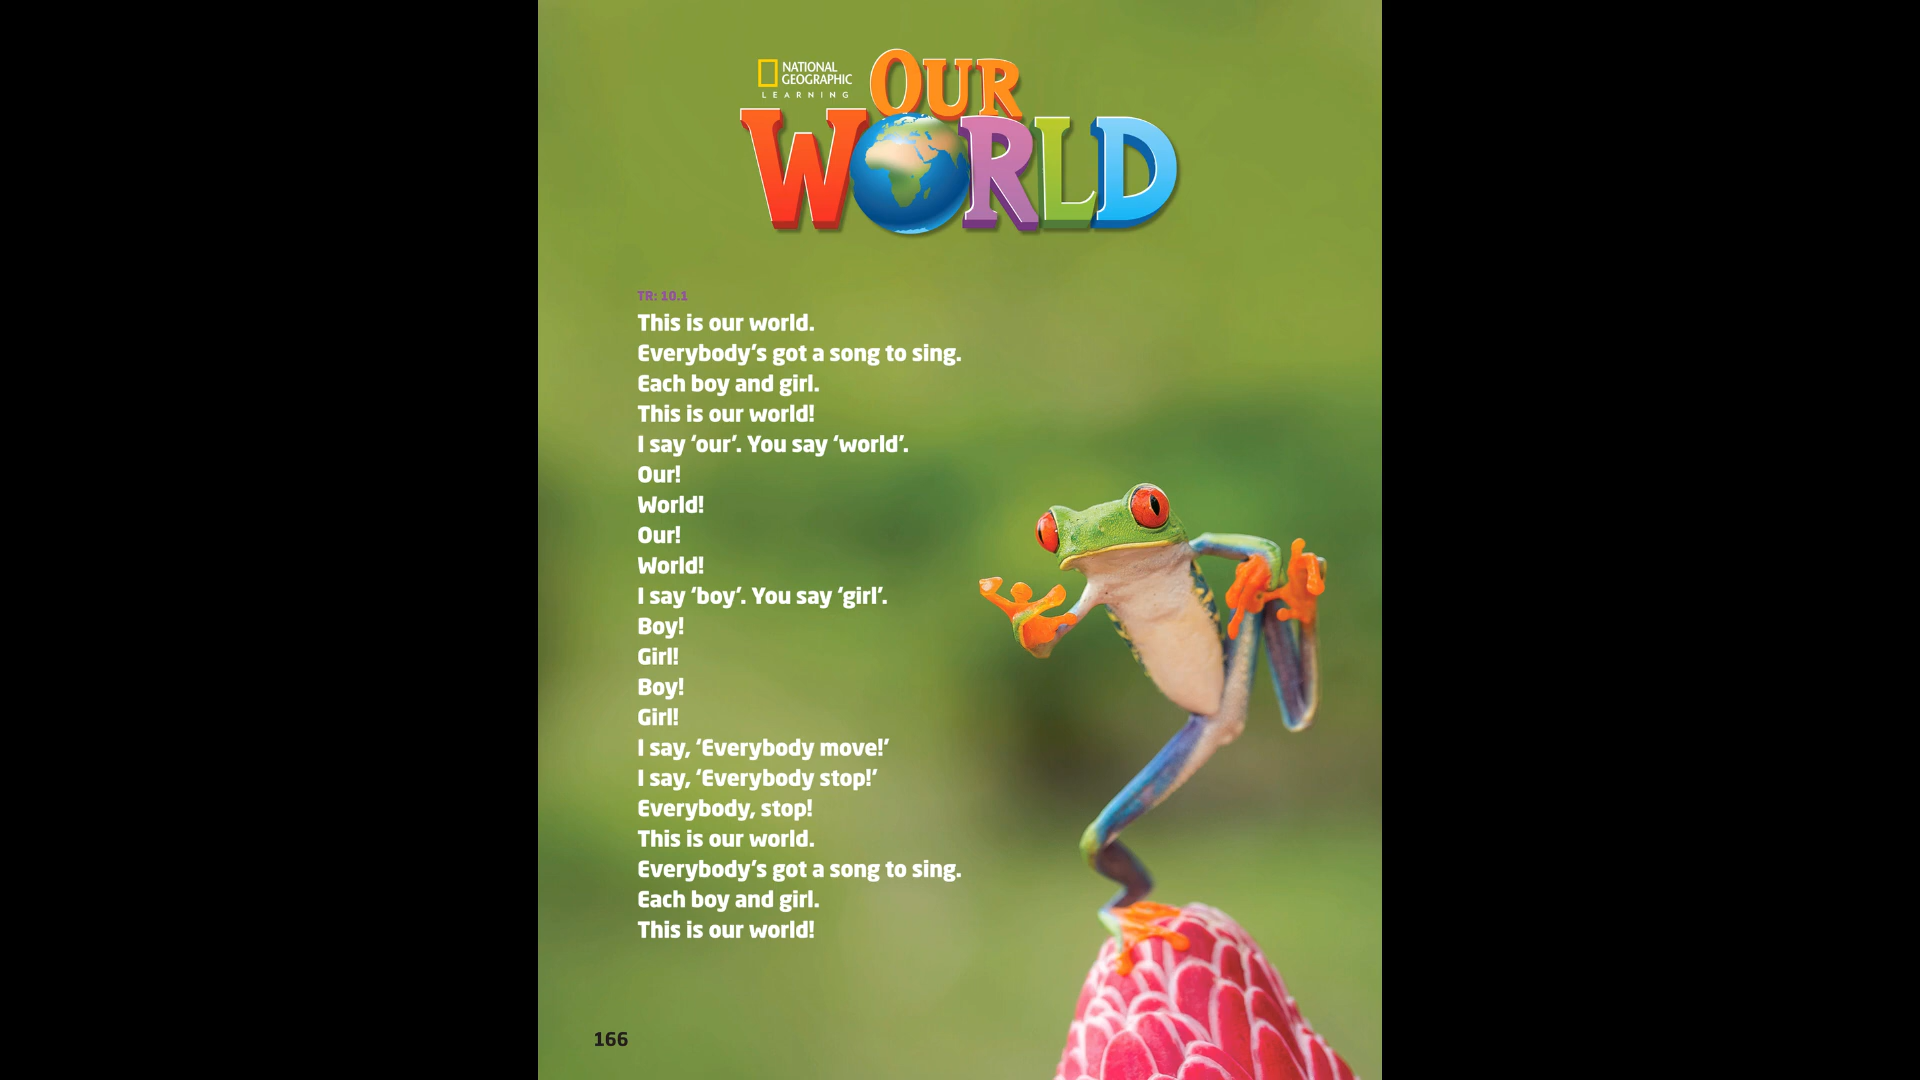 NATIONAL
GEOGRAPHIC
LEARNING
OUR
WORLD
TR: 10.1
This is our world.
Everybody's got a song to sing.
Each boy and girl.
This is our world!
I say ‘our’. You say ‘world’.
Our!
World!
Our!
World!
I say ‘boy’. You say ‘girl’.
Boy!
Girl!
Boy!
Girl!
I say, ‘Everybody move!’
I say, ‘Everybody stop!’
Everybody, stop!
This is our world.
Everybody's got a song to sing.
Each boy and girl.
This is our world!
166